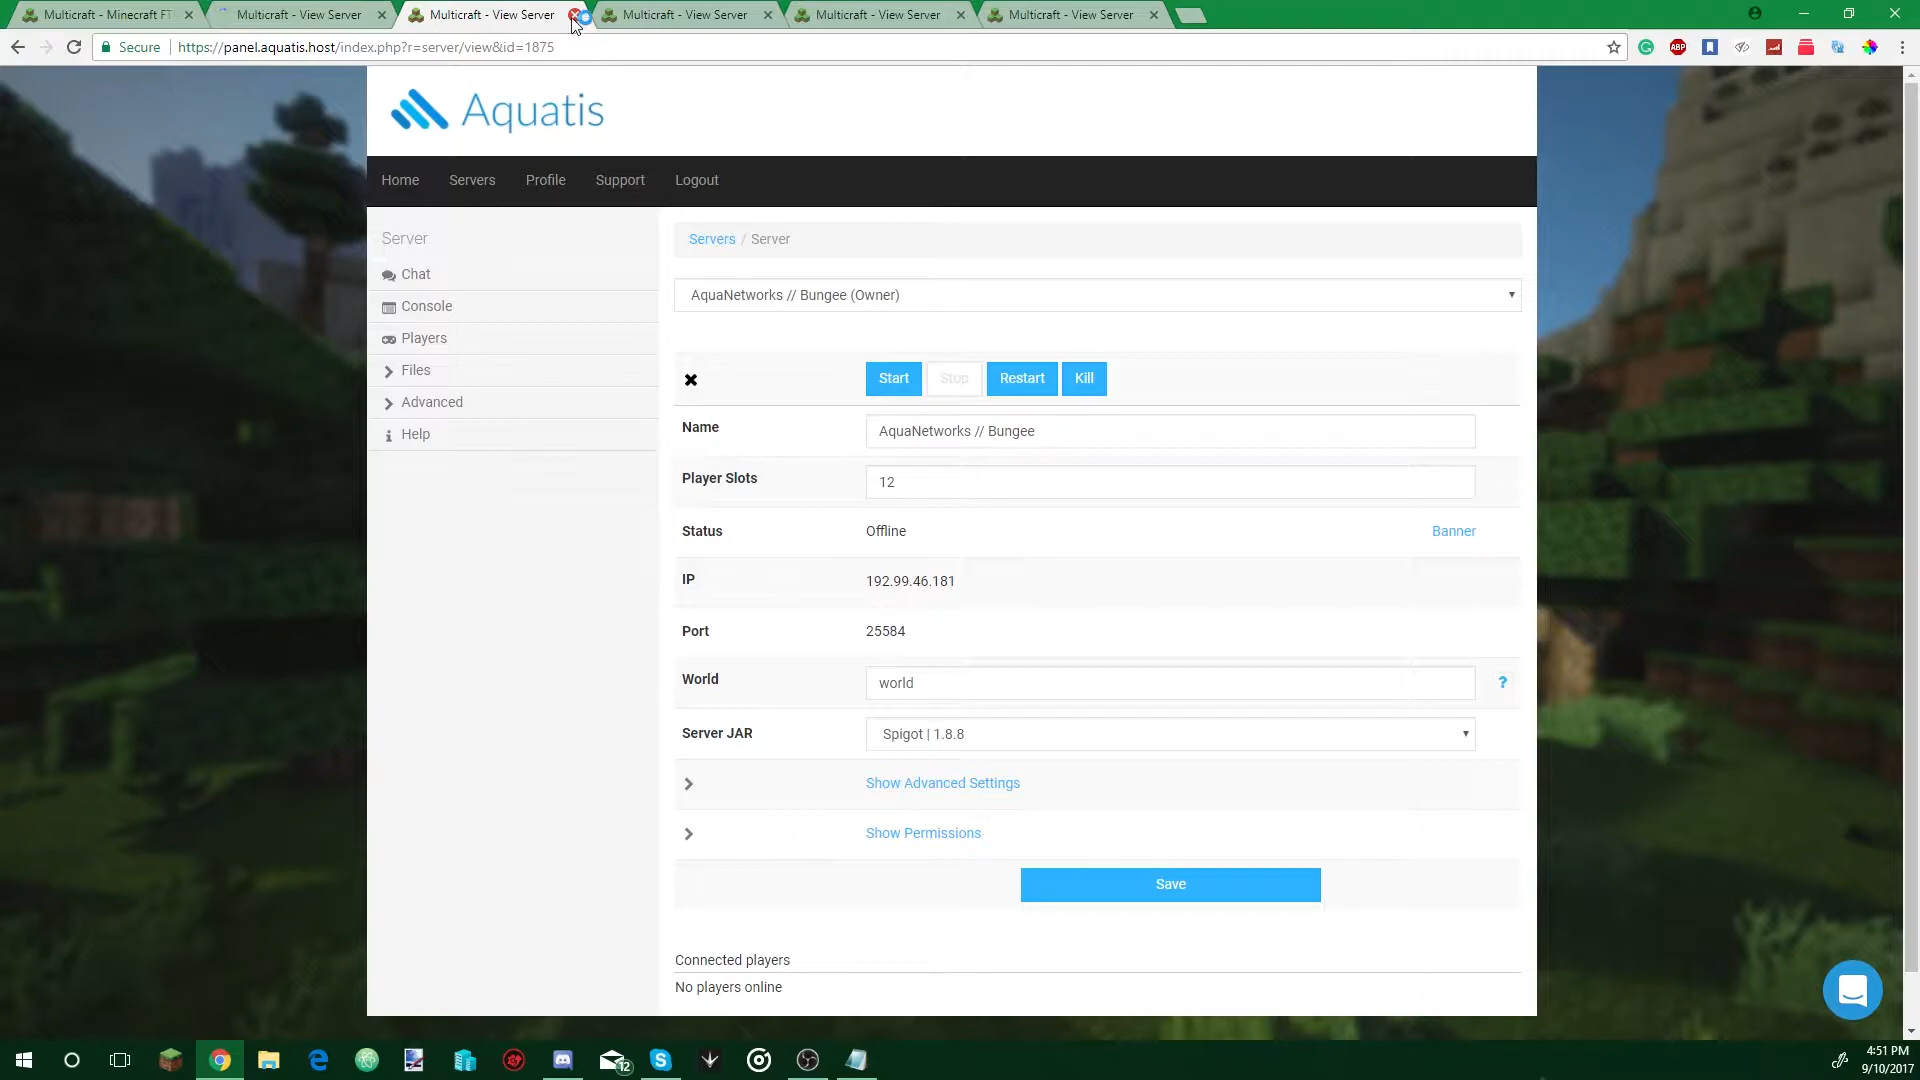 Multicraft - Minecraft FT
Multicraft - View Server
Multicraft - View Server
Multicraft - View Server
Multicraft - View Server
Multicraft - View Server
Secure
https://panel.aquatis.host/index.php?r=server/view&id=1875
ABP
Aquatis
Home
Servers
Profile
Support
Logout
Server
Chat
Console
Players
Files
Advanced
Help
Servers / Server
AquaNetworks // Bungee (Owner)
Start
Stop
Restart
Kill
Name
AquaNetworks // Bungee
Player Slots
12
Status
Offline
Banner
IP
192.99.46.181
Port
25584
World
world
?
Server JAR
Spigot | 1.8.8
Show Advanced Settings
Show Permissions
Save
Connected players
No players online
12
4:51 PM
9/10/2017